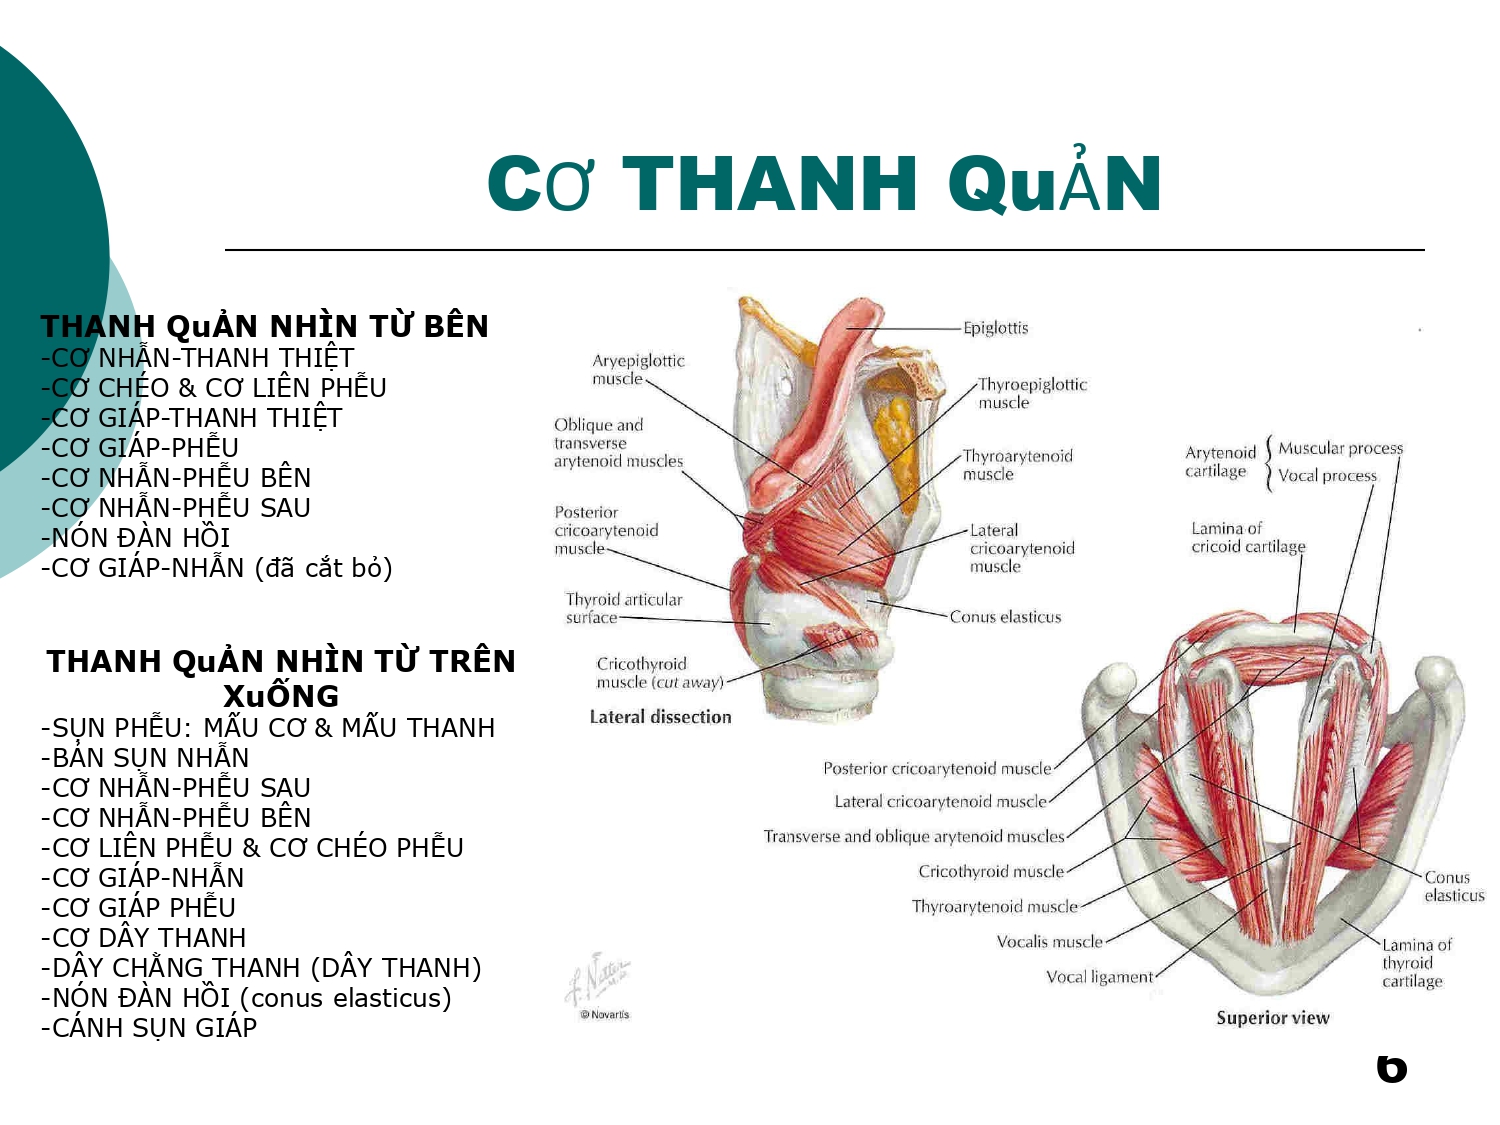 CƠ THANH QuẢN
THANH QuẢN NHÌN TỪ BÊN
-CƠ NHẪN-THANH THIỆT
-CƠ CHÉO & CƠ LIÊN PHỄU
-CƠ GIÁP-THANH THIỆT
-CƠ GIÁP-PHỄU
-CƠ NHẪN-PHỄU BÊN
-CƠ NHẪN-PHỄU SAU
-NÓN ĐÀN HỒI
-CƠ GIÁP-NHẪN (đã cắt bỏ)
THANH QuẢN NHÌN TỪ TRÊN
XuỐNG
-SỤN PHỄU: MẤU CƠ & MẤU THANH
-BẢN SỤN NHẪN
-CƠ NHẪN-PHỄU SAU
-CƠ NHẪN-PHỄU BÊN
-CƠ LIÊN PHỄU & CƠ CHÉO PHỄU
-CƠ GIÁP-NHẪN
-CƠ GIÁP PHỄU
-CƠ DÂY THANH
-DÂY CHẰNG THANH (DÂY THANH)
-NÓN ĐÀN HỒI (conus elasticus)
-CÁNH SỤN GIÁP
Aryepiglottic
muscle
Oblique and
transverse
arytenoid muscles
Posterior
cricoarytenoid
muscle
Thyroid articular
surface
Cricothyroid
muscle (cut away)
Lateral dissection
Epiglottis
Thyroepiglottic
muscle
Thyroarytenoid
muscle
Lateral
cricoarytenoid
muscle
Conus elasticus
Arytenoid
cartilage
Muscular process
Vocal process
Lamina of
cricoid cartilage
Posterior cricoarytenoid muscle
Lateral cricoarytenoid muscle
Transverse and oblique arytenoid muscles
Cricothyroid muscle
Thyroarytenoid muscle
Vocalis muscle
Vocal ligament
Conus
elasticus
Lamina of
thyroid
cartilage
Superior view
F. Netter
© Novartis
6